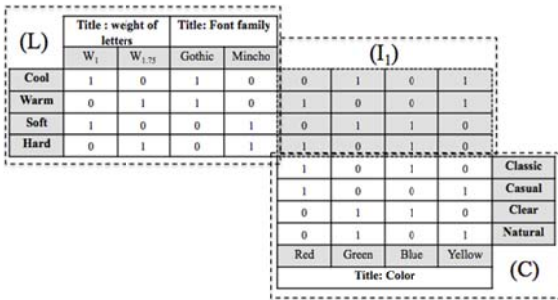 Title : weight of letters Title: Font family
(L) (I₁)
W₁ W₁.₇₅ Gothic Mincho
Cool 1 0 1 0 0 1 0 1
Warm 0 1 1 0 1 0 0 1
Soft 1 0 0 1 0 1 1 0
Hard 0 1 0 1 1 0 1 0
1 0 1 0 Classic
1 0 0 1 Casual
0 1 1 0 Clear
0 1 0 1 Natural
Red Green Blue Yellow
Title: Color (C)